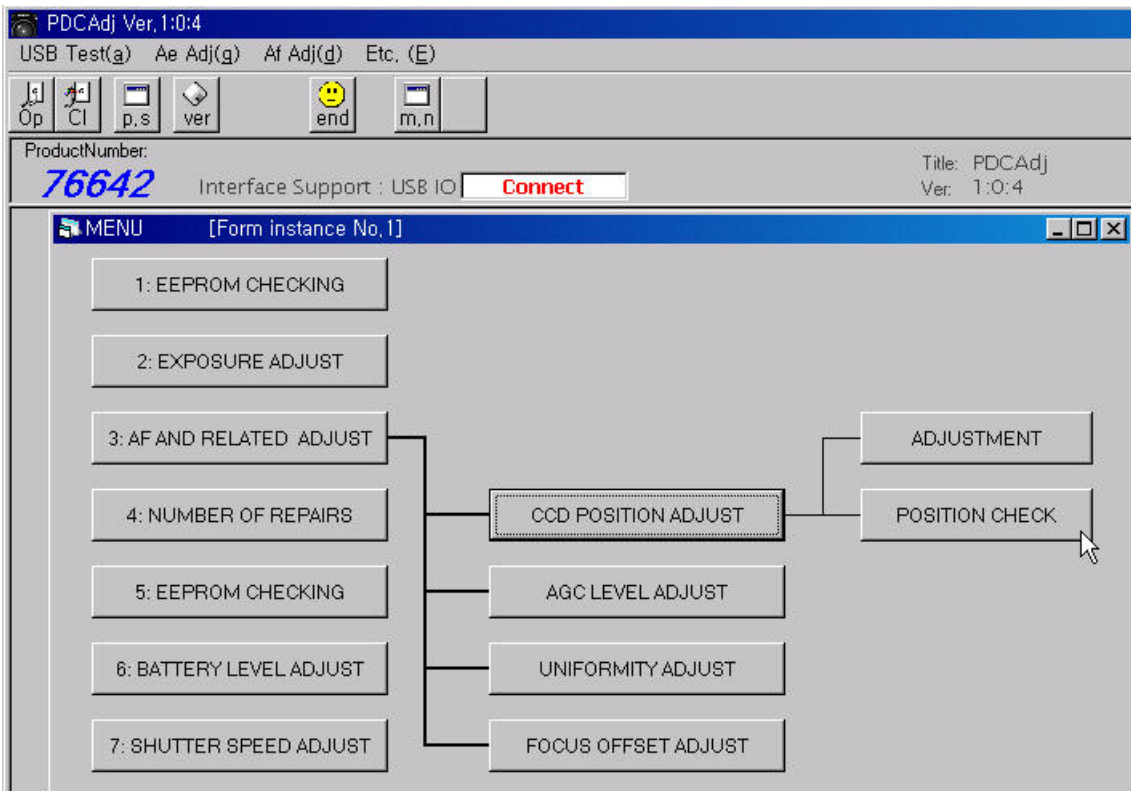 PDCAdj Ver,1:0:4
USB Test(a) Ae Adj(g) Af Adj(d) Etc, (E)
Op Cl p,s ver end m,n
ProductNumber:
76642 Interface Support : USB IO Connect
Title: PDCAdj
Ver: 1:0:4
MENU [Form instance No,1]
1: EEPROM CHECKING
2: EXPOSURE ADJUST
3: AF AND RELATED ADJUST ADJUSTMENT
4: NUMBER OF REPAIRS CCD POSITION ADJUST POSITION CHECK
5: EEPROM CHECKING AGC LEVEL ADJUST
6: BATTERY LEVEL ADJUST UNIFORMITY ADJUST
7: SHUTTER SPEED ADJUST FOCUS OFFSET ADJUST